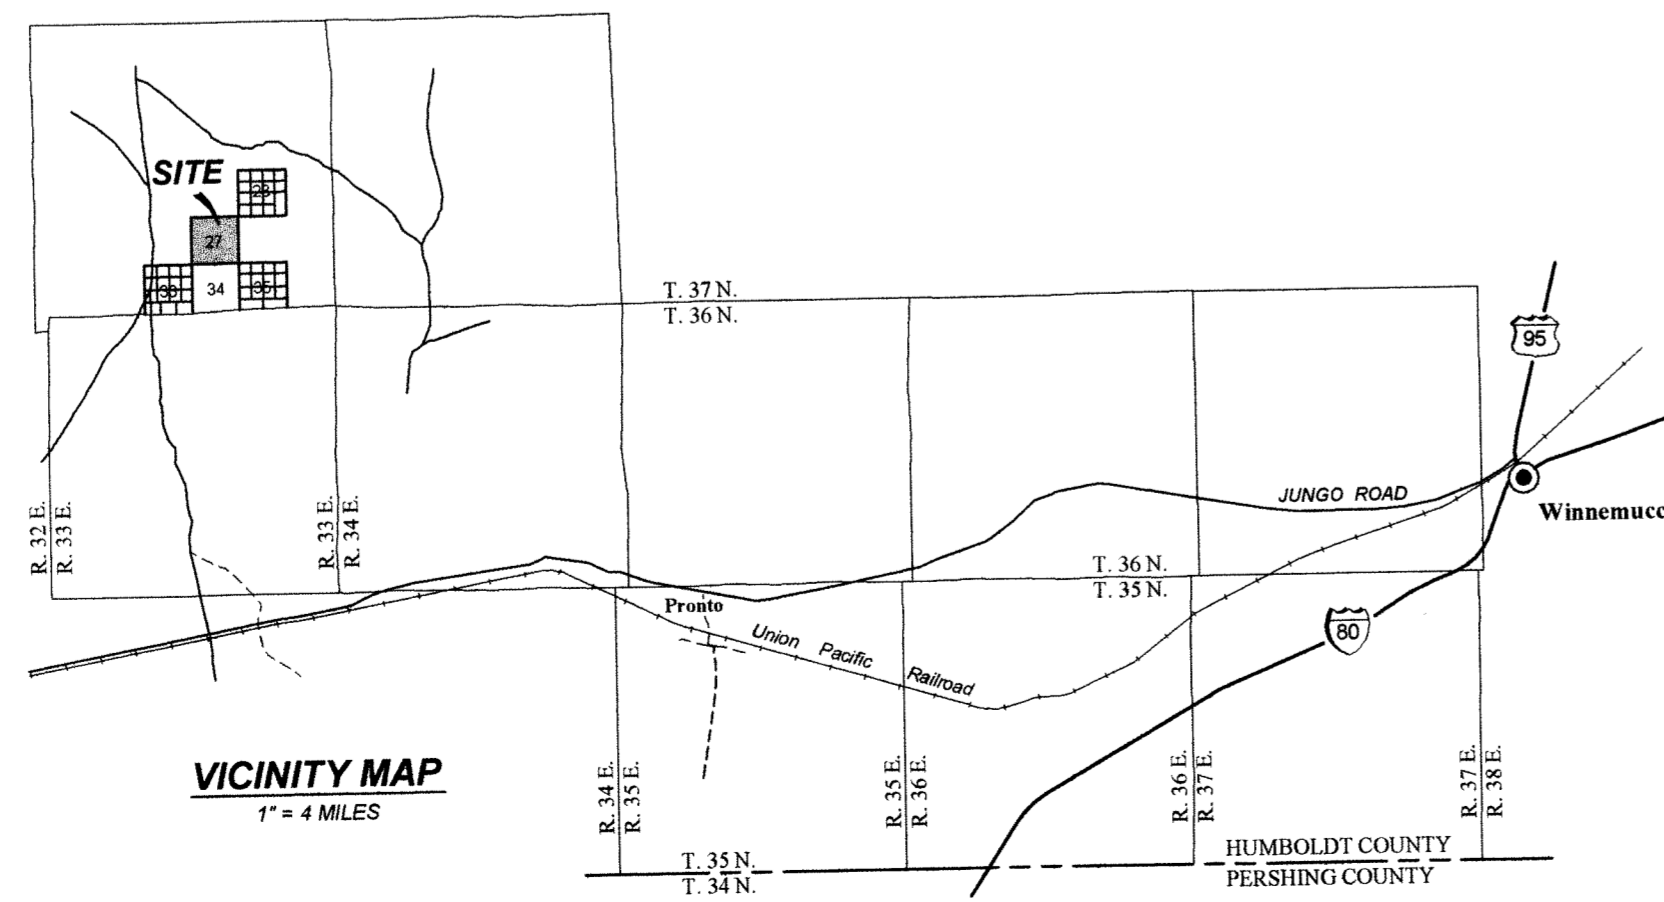 SITE
23
27
33
34
35
T. 37 N.
T. 36 N.
95
JUNGO ROAD
Winnemucc
R. 32 E.
R. 33 E.
R. 33 E.
R. 34 E.
T. 36 N.
T. 35 N.
Pronto
Union Pacific Railroad
80
VICINITY MAP
1" = 4 MILES
R. 34 E.
R. 35 E.
R. 35 E.
R. 36 E.
R. 36 E.
R. 37 E.
R. 37 E.
R. 38 E.
T. 35 N.
T. 34 N.
HUMBOLDT COUNTY
PERSHING COUNTY